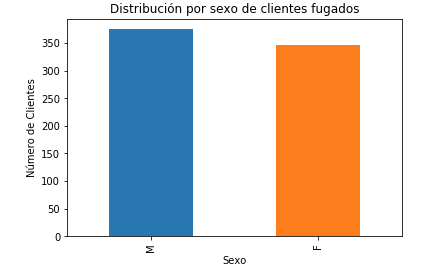 Distribución por sexo de clientes fugados
350
300
250
200
150
100
50
0
Número de Clientes
M
F
Sexo